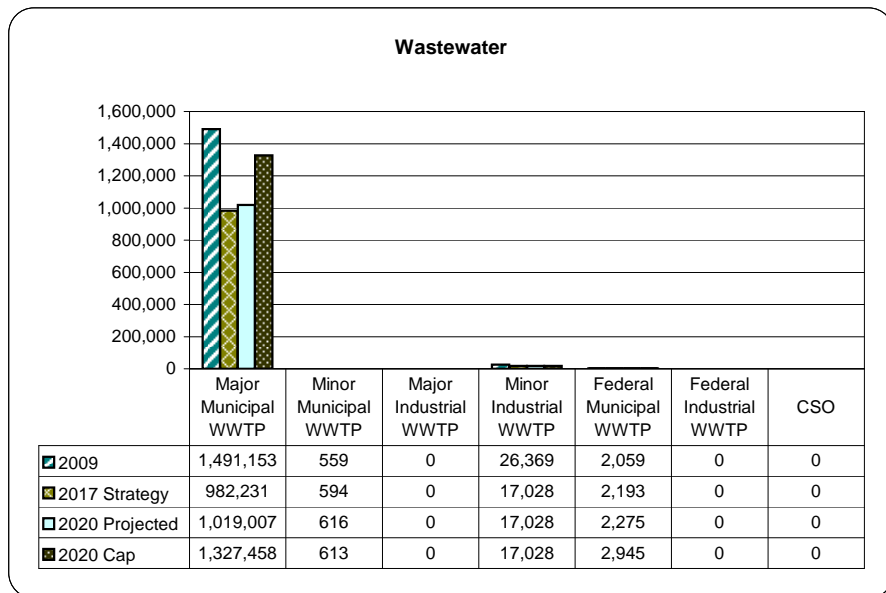 Wastewater
1,600,000
1,400,000
1,200,000
1,000,000
800,000
600,000
400,000
200,000
0
Major Municipal WWTP
Minor Municipal WWTP
Major Industrial WWTP
Minor Industrial WWTP
Federal Municipal WWTP
Federal Industrial WWTP
CSO
2009 1,491,153 559 0 26,369 2,059 0 0
2017 Strategy 982,231 594 0 17,028 2,193 0 0
2020 Projected 1,019,007 616 0 17,028 2,275 0 0
2020 Cap 1,327,458 613 0 17,028 2,945 0 0